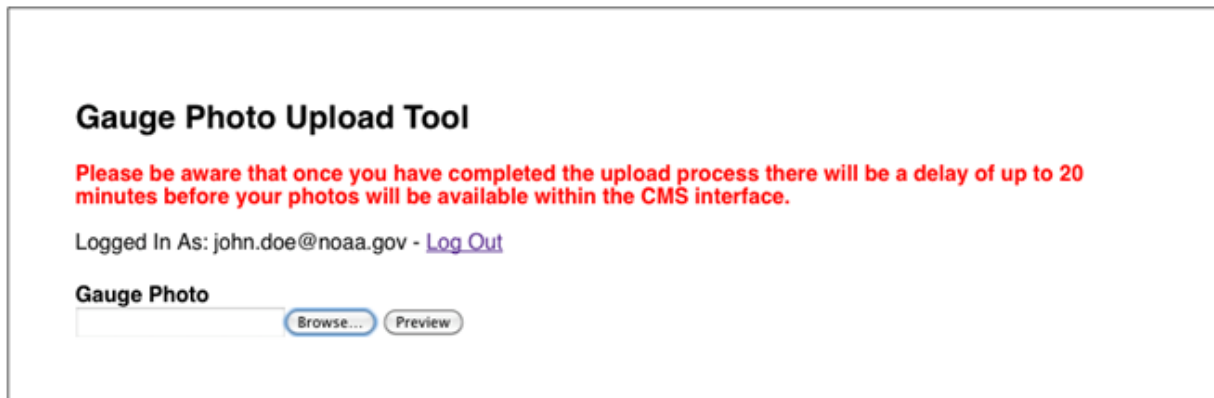 Gauge Photo Upload Tool
Please be aware that once you have completed the upload process there will be a delay of up to 20
minutes before your photos will be available within the CMS interface.
Logged In As: john.doe@noaa.gov - Log Out
Gauge Photo
Browse... Preview